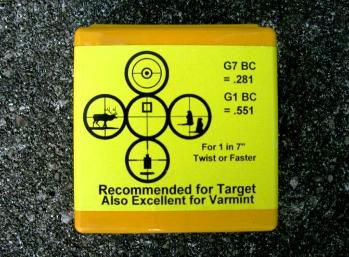 G7 BC
= .281
G1 BC
= .551
For 1 in 7"
Twist or Faster
Recommended for Target
Also Excellent for Varmint